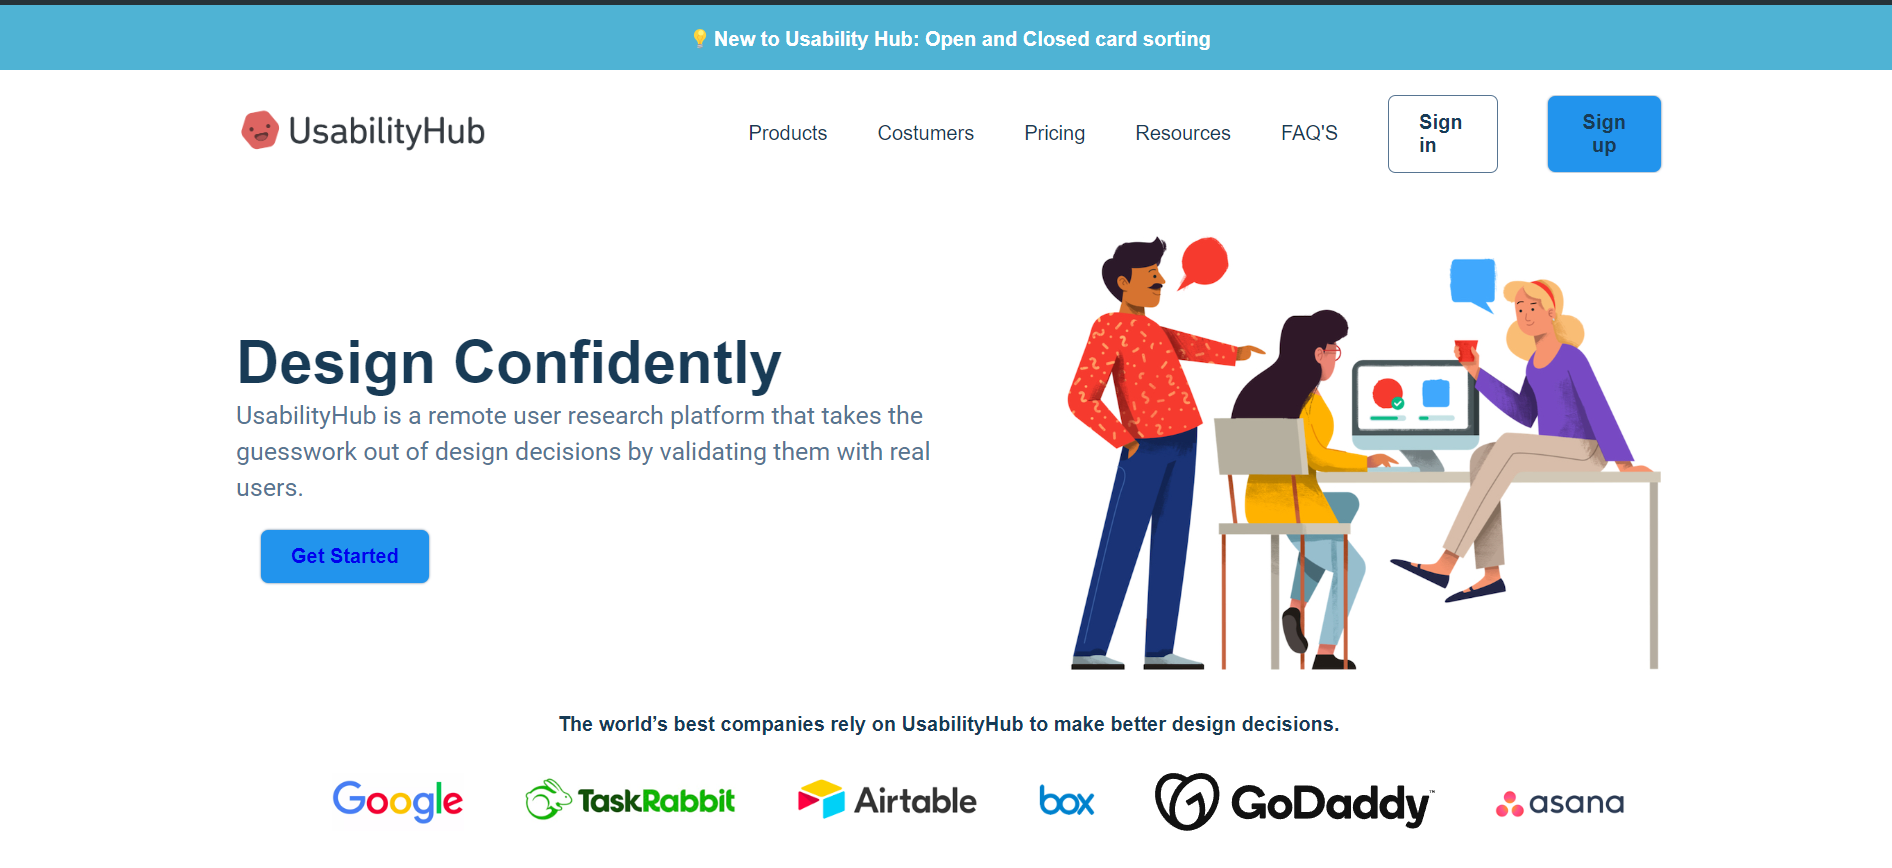 💡 New to Usability Hub: Open and Closed card sorting
UsabilityHub
Products Costumers Pricing Resources FAQ'S
Sign
in
Sign
up
Design Confidently
UsabilityHub is a remote user research platform that takes the
guesswork out of design decisions by validating them with real
users.
Get Started
The world’s best companies rely on UsabilityHub to make better design decisions.
Google TaskRabbit Airtable box GoDaddy™ asana